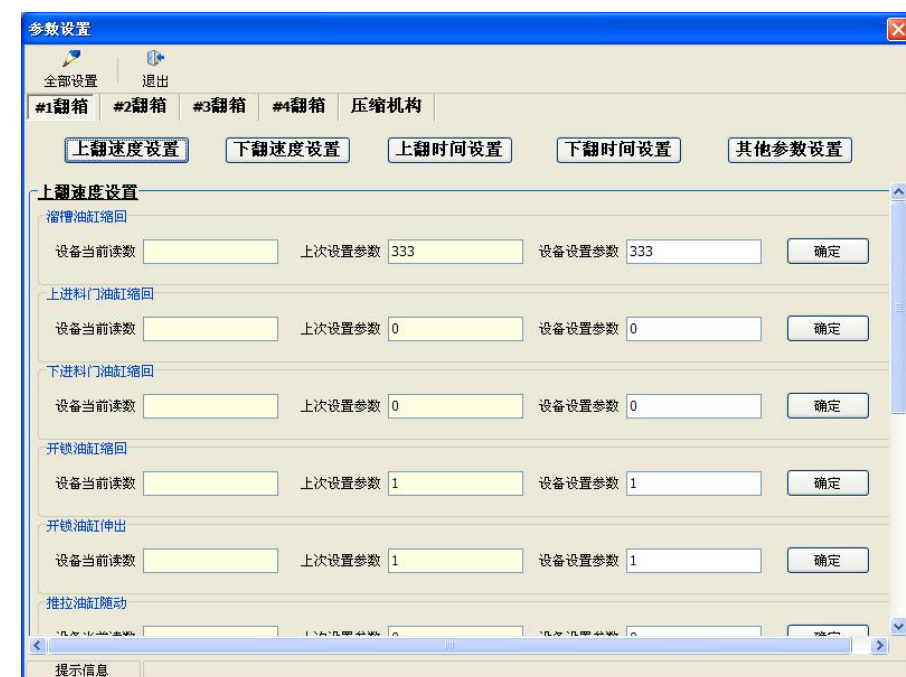 参数设置
全部设置 退出
#1翻箱 #2翻箱 #3翻箱 #4翻箱 压缩机构
上翻速度设置 下翻速度设置 上翻时间设置 下翻时间设置 其他参数设置
上翻速度设置
溜槽油缸缩回
设备当前读数 上次设置参数 333 设备设置参数 333 确定
上进料门油缸缩回
设备当前读数 上次设置参数 0 设备设置参数 0 确定
下进料门油缸缩回
设备当前读数 上次设置参数 0 设备设置参数 0 确定
开锁油缸缩回
设备当前读数 上次设置参数 1 设备设置参数 1 确定
开锁油缸伸出
设备当前读数 上次设置参数 1 设备设置参数 1 确定
推拉油缸随动
提示信息